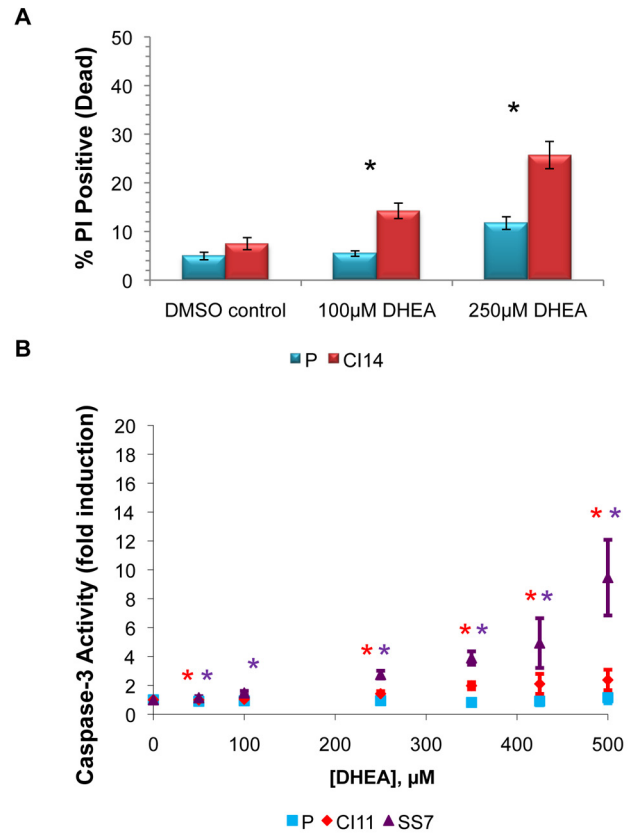 A
% PI Positive (Dead)
50
40
30
20
10
0
*
*
DMSO control 100µM DHEA 250µM DHEA
P Cl14
B
Caspase-3 Activity (fold induction)
20
18
16
14
12
10
8
6
4
2
0
* *
* *
* *
* *
* *
*
0 100 200 300 400 500
[DHEA], µM
P Cl11 SS7